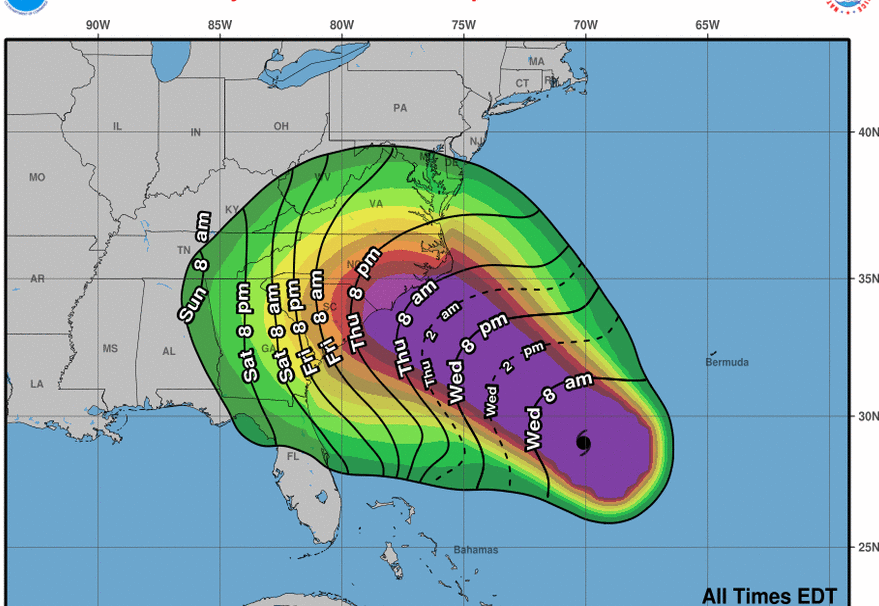 90W 85W 80W 75W 70W 65W
MA
CT RI
PA
NJ
40N
IL IN OH
MO
WV
KY
VA
Sun 8 am
TN
NC
35N
AR
SC
MS AL GA
LA
FL
Sat 8 pm
Sat 8 am
Fri 8 pm
Fri 8 am
Thu 8 pm
Thu 8 am
Thu 2 am
Wed 8 pm
Wed 2 pm
Wed 8 am
Bermuda
30N
Bahamas
25N
All Times EDT